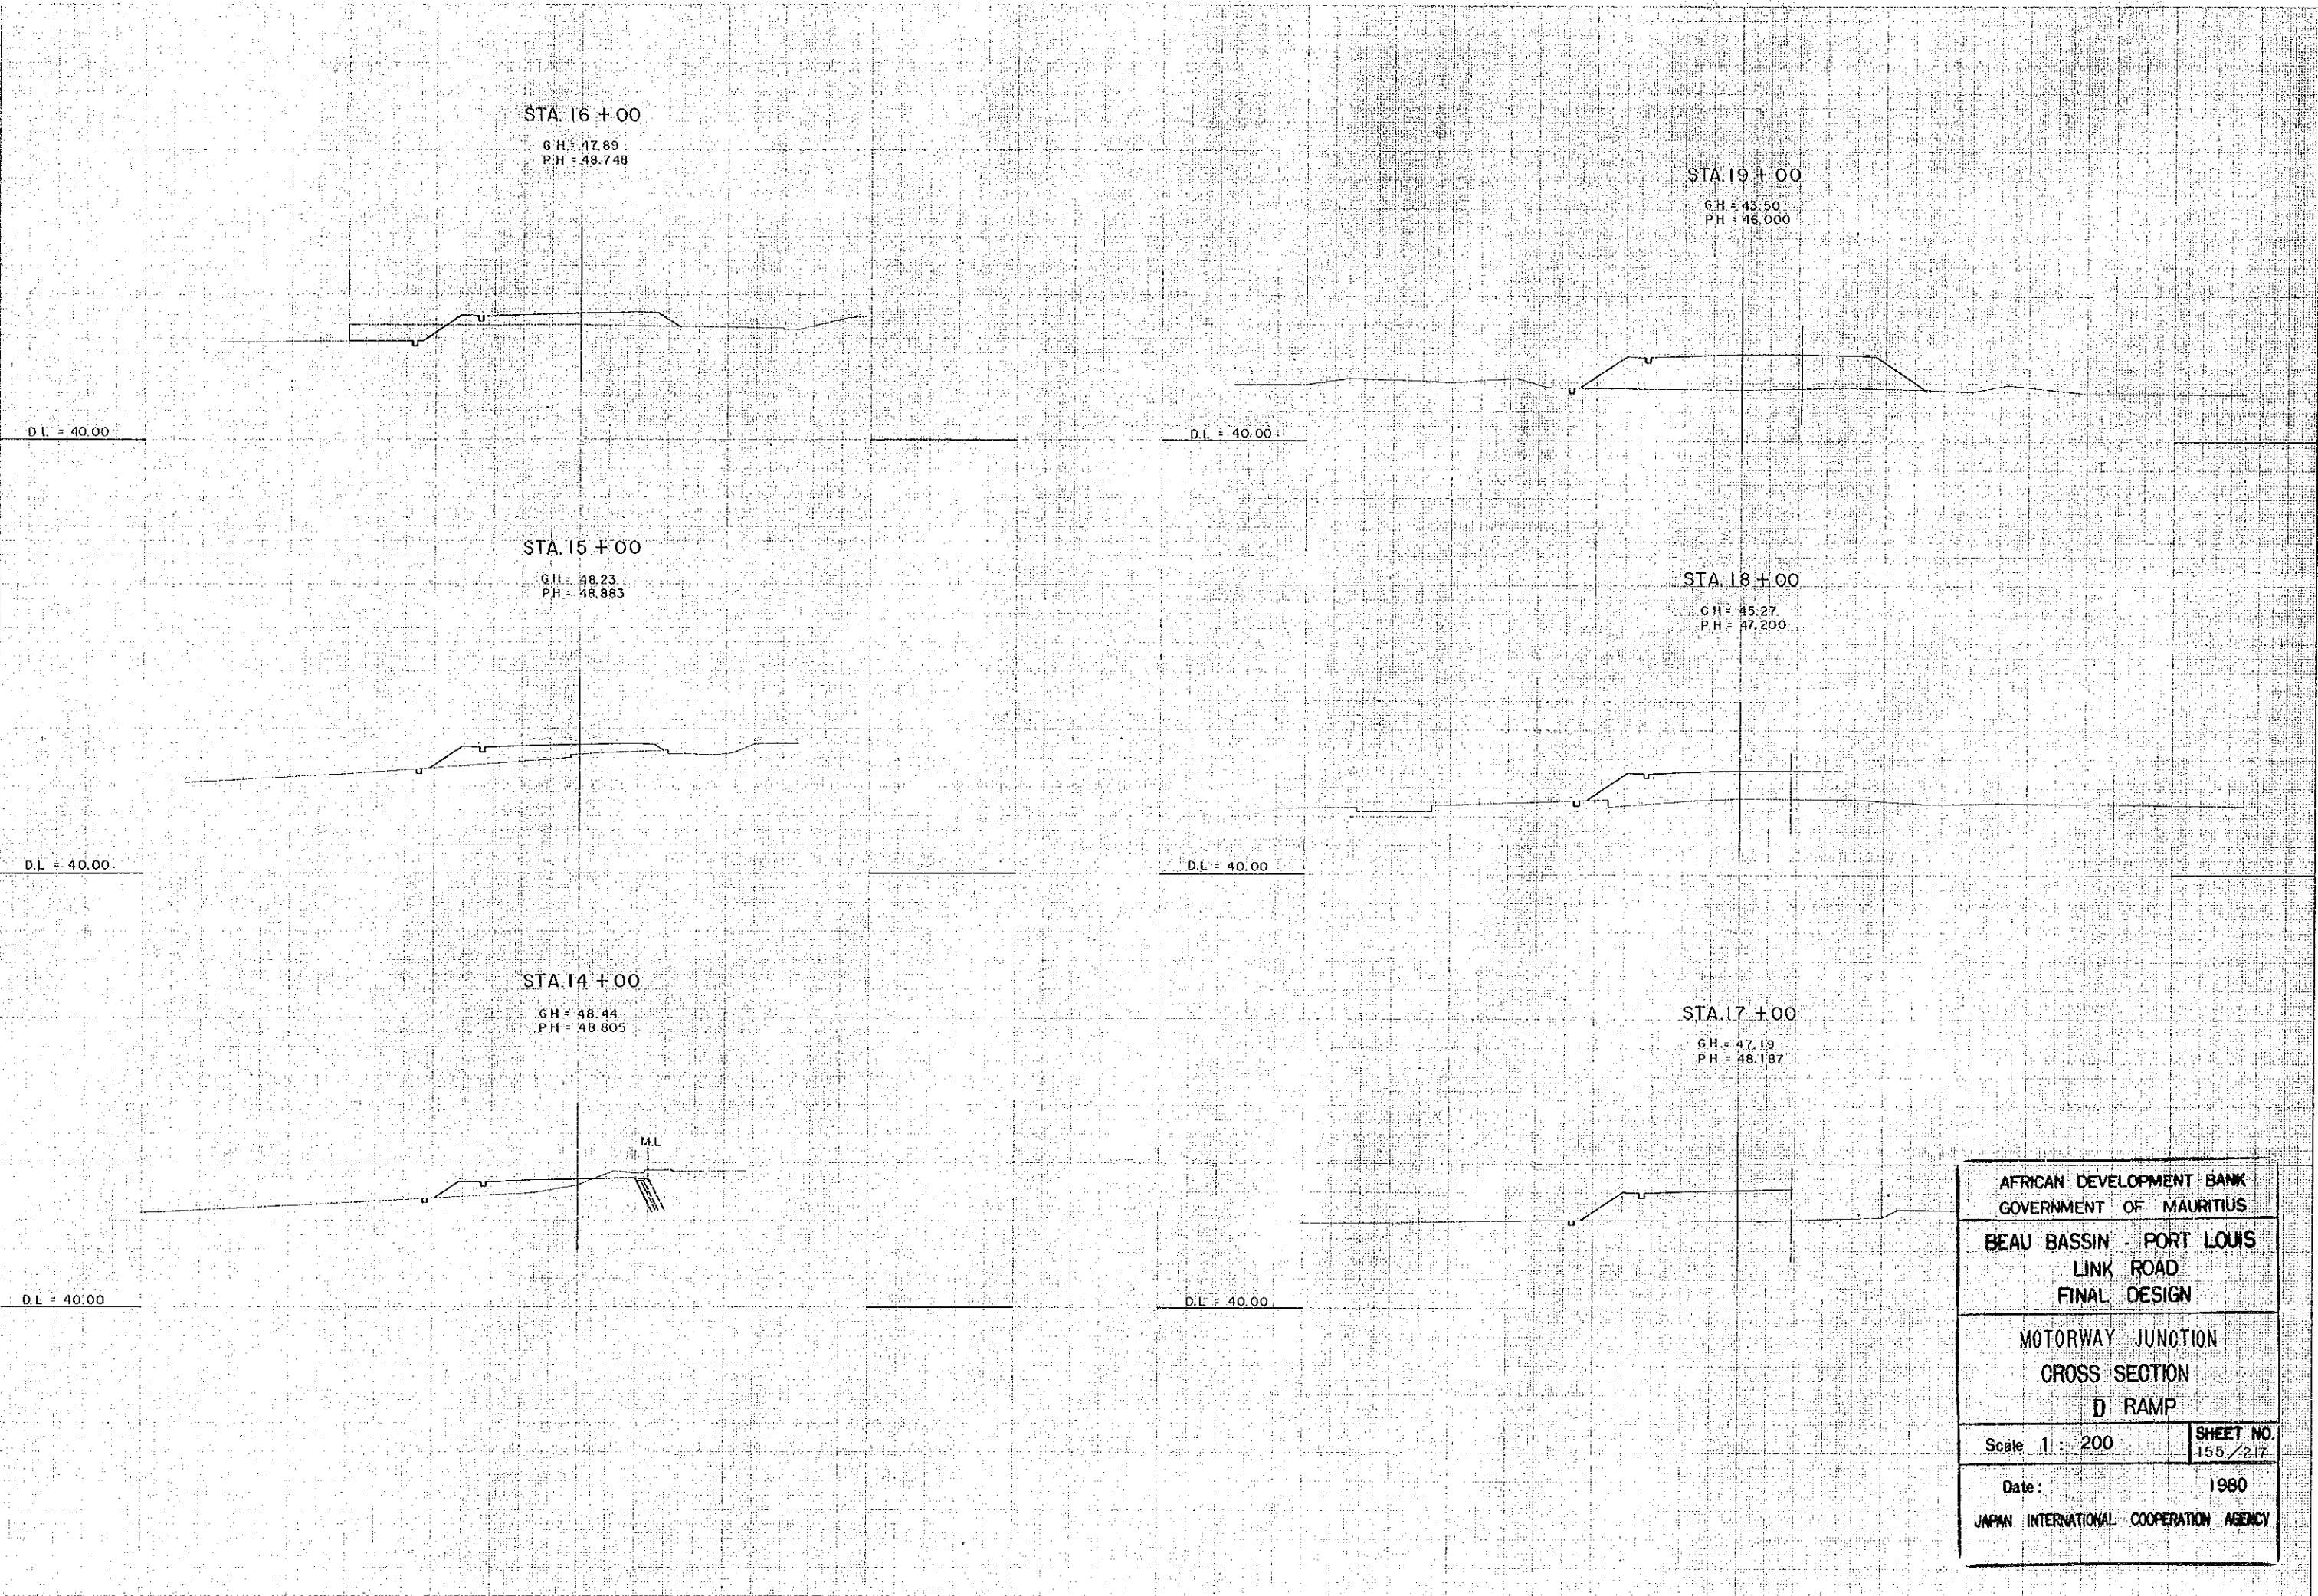 STA. 16 + 00
G H = 47.89
P H = 48.748
D.L = 40.00
STA. 15 + 00
G H = 48.23
P H = 48.883
D.L = 40.00
STA. 14 + 00
G H = 48.44
P H = 48.805
M.L
D.L = 40.00
STA. 19 + 00
G H = 43.50
P H = 46.000
D.L = 40.00
STA. 18 + 00
G H = 45.27
P H = 47.200
D.L = 40.00
STA. 17 + 00
G H = 47.19
P H = 48.187
D.L = 40.00
AFRICAN DEVELOPMENT BANK
GOVERNMENT OF MAURITIUS
BEAU BASSIN - PORT LOUIS
LINK ROAD
FINAL DESIGN
MOTORWAY JUNCTION
CROSS SECTION
D RAMP
Scale 1 : 200
SHEET NO.
155/217
Date: 1980
JAPAN INTERNATIONAL COOPERATION AGENCY